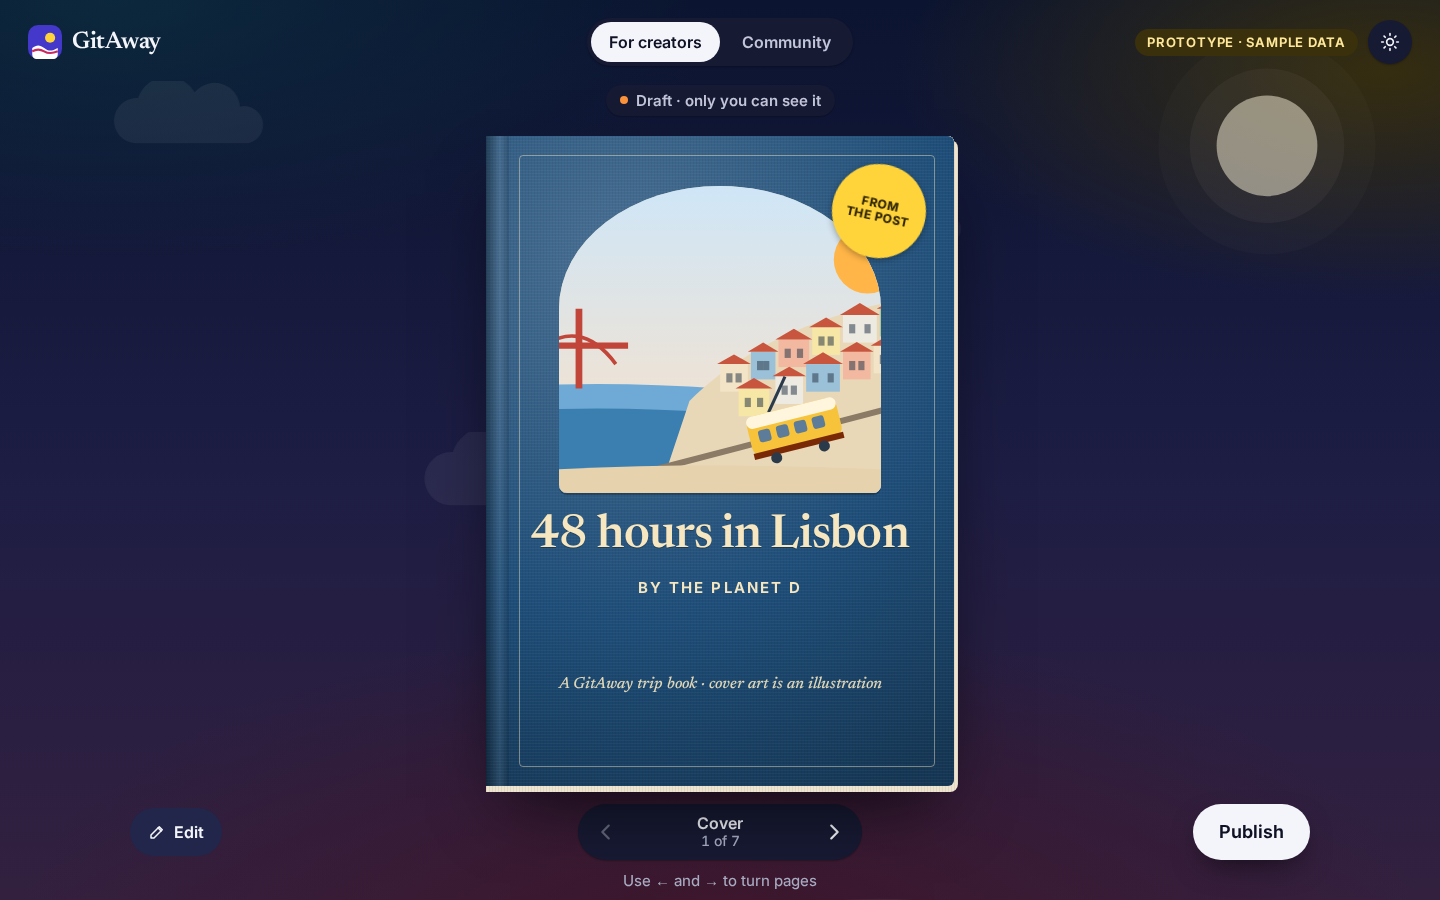 GitAway
For creators
Community
PROTOTYPE · SAMPLE DATA
Draft · only you can see it
FROM
THE POST
48 hours in Lisbon
BY THE PLANET D
A GitAway trip book · cover art is an illustration
Edit
Cover
1 of 7
Publish
Use ← and → to turn pages